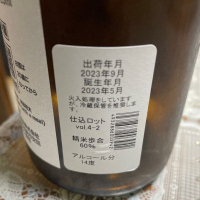 出荷年月
2023年9月
誕生年月
2023年5月
火入処理をしています
が、冷蔵保管を推奨しま
す。
仕込ロット
vol.4-2
精米歩合
60%
アルコール分
14度